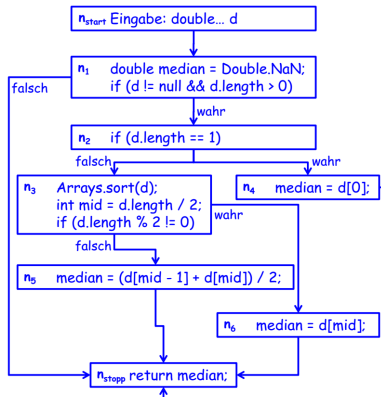 n_start Eingabe: double... d
n₁ double median = Double.NaN;
if (d != null && d.length > 0)
falsch
wahr
n₂ if (d.length == 1)
falsch
wahr
n₃ Arrays.sort(d);
int mid = d.length / 2;
if (d.length % 2 != 0)
n₄ median = d[0];
wahr
falsch
n₅ median = (d[mid - 1] + d[mid]) / 2;
n₆ median = d[mid];
n_stopp return median;